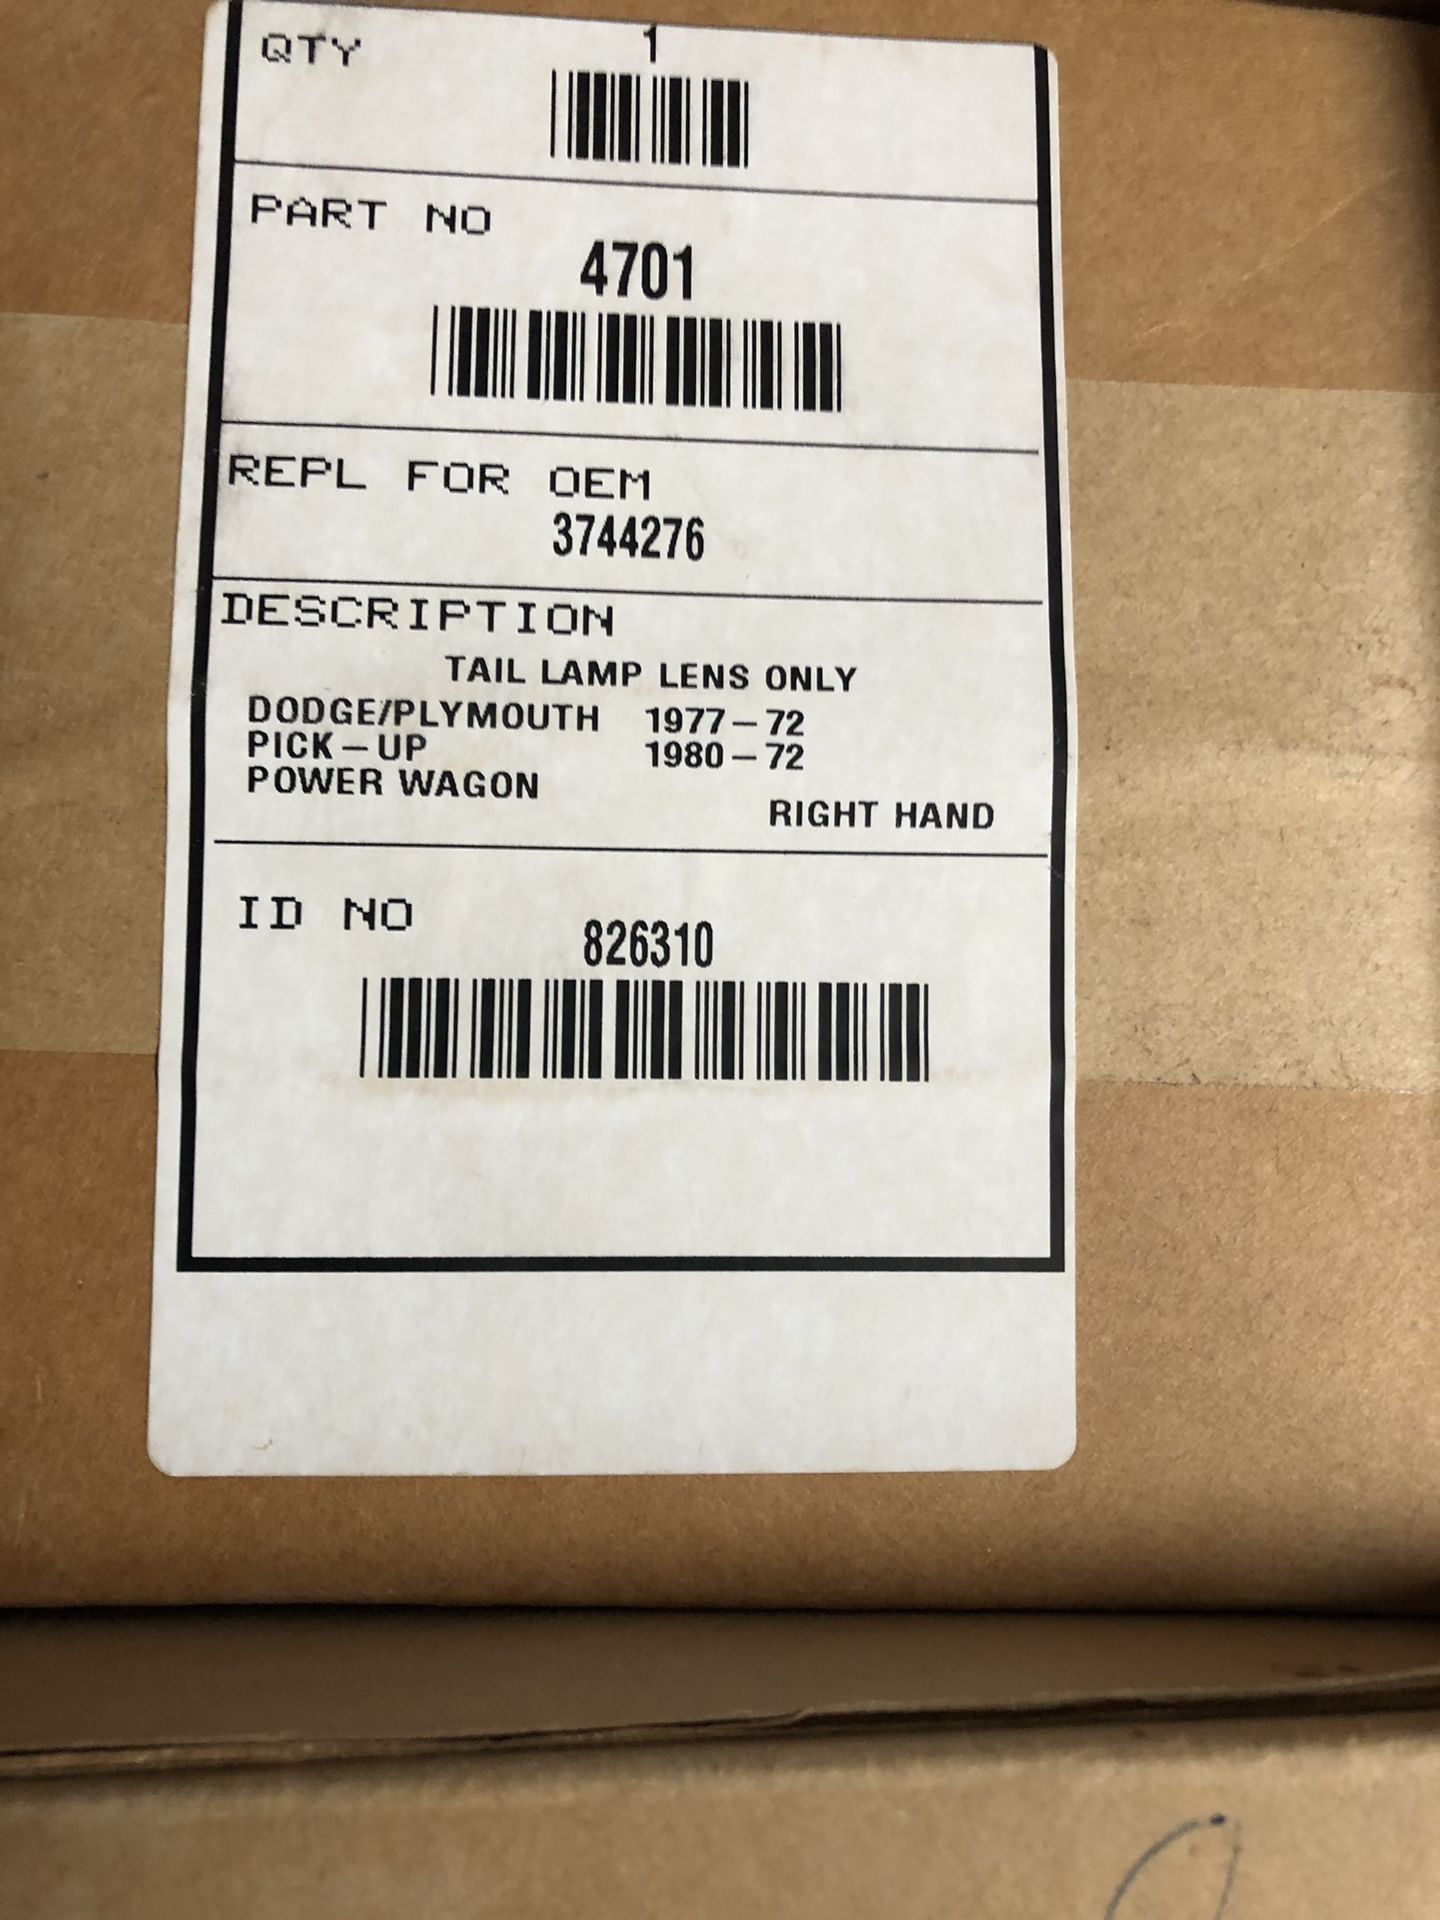 QTY
1
PART NO
4701
REPL FOR OEM
3744276
DESCRIPTION
TAIL LAMP LENS ONLY
DODGE/PLYMOUTH 1977-72
PICK-UP 1980-72
POWER WAGON
RIGHT HAND
ID NO
826310